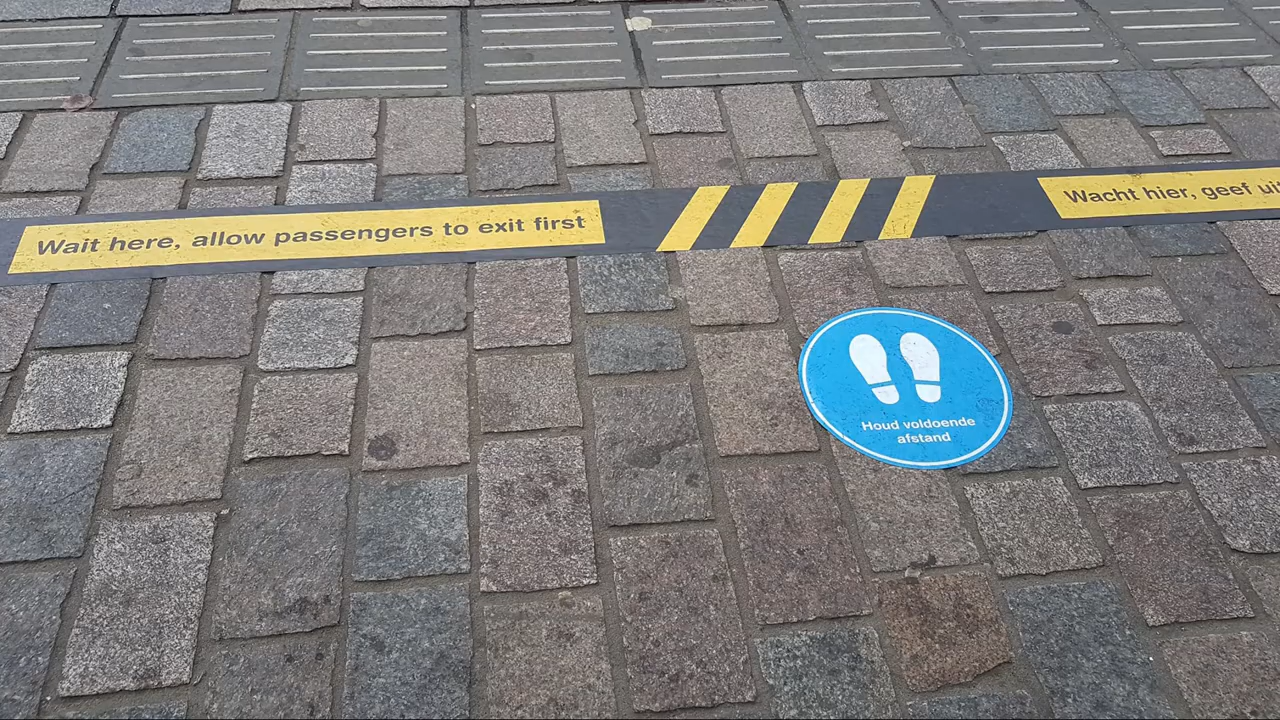 Wait here, allow passengers to exit first
Wacht hier, geef
Houd voldoende
afstand